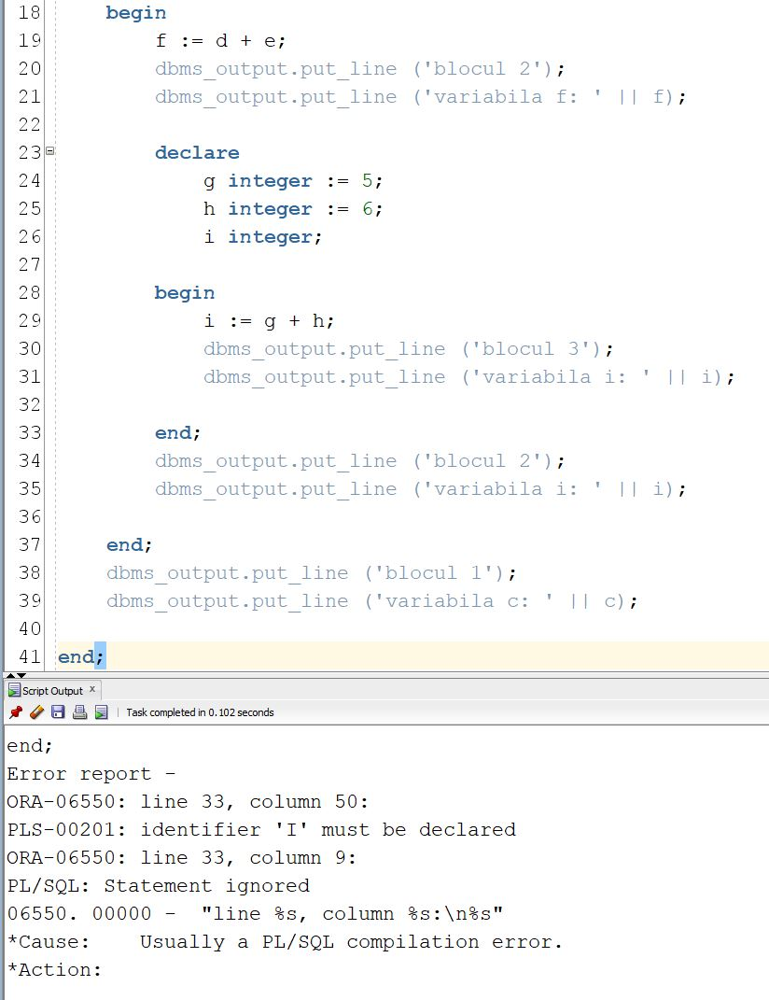 18 begin
19 f := d + e;
20 dbms_output.put_line ('blocul 2');
21 dbms_output.put_line ('variabila f: ' || f);
22
23 declare
24 g integer := 5;
25 h integer := 6;
26 i integer;
27
28 begin
29 i := g + h;
30 dbms_output.put_line ('blocul 3');
31 dbms_output.put_line ('variabila i: ' || i);
32
33 end;
34 dbms_output.put_line ('blocul 2');
35 dbms_output.put_line ('variabila i: ' || i);
36
37 end;
38 dbms_output.put_line ('blocul 1');
39 dbms_output.put_line ('variabila c: ' || c);
40
41 end;
Script Output x
Task completed in 0.102 seconds
end;
Error report -
ORA-06550: line 33, column 50:
PLS-00201: identifier 'I' must be declared
ORA-06550: line 33, column 9:
PL/SQL: Statement ignored
06550. 00000 - "line %s, column %s:\n%s"
*Cause: Usually a PL/SQL compilation error.
*Action: